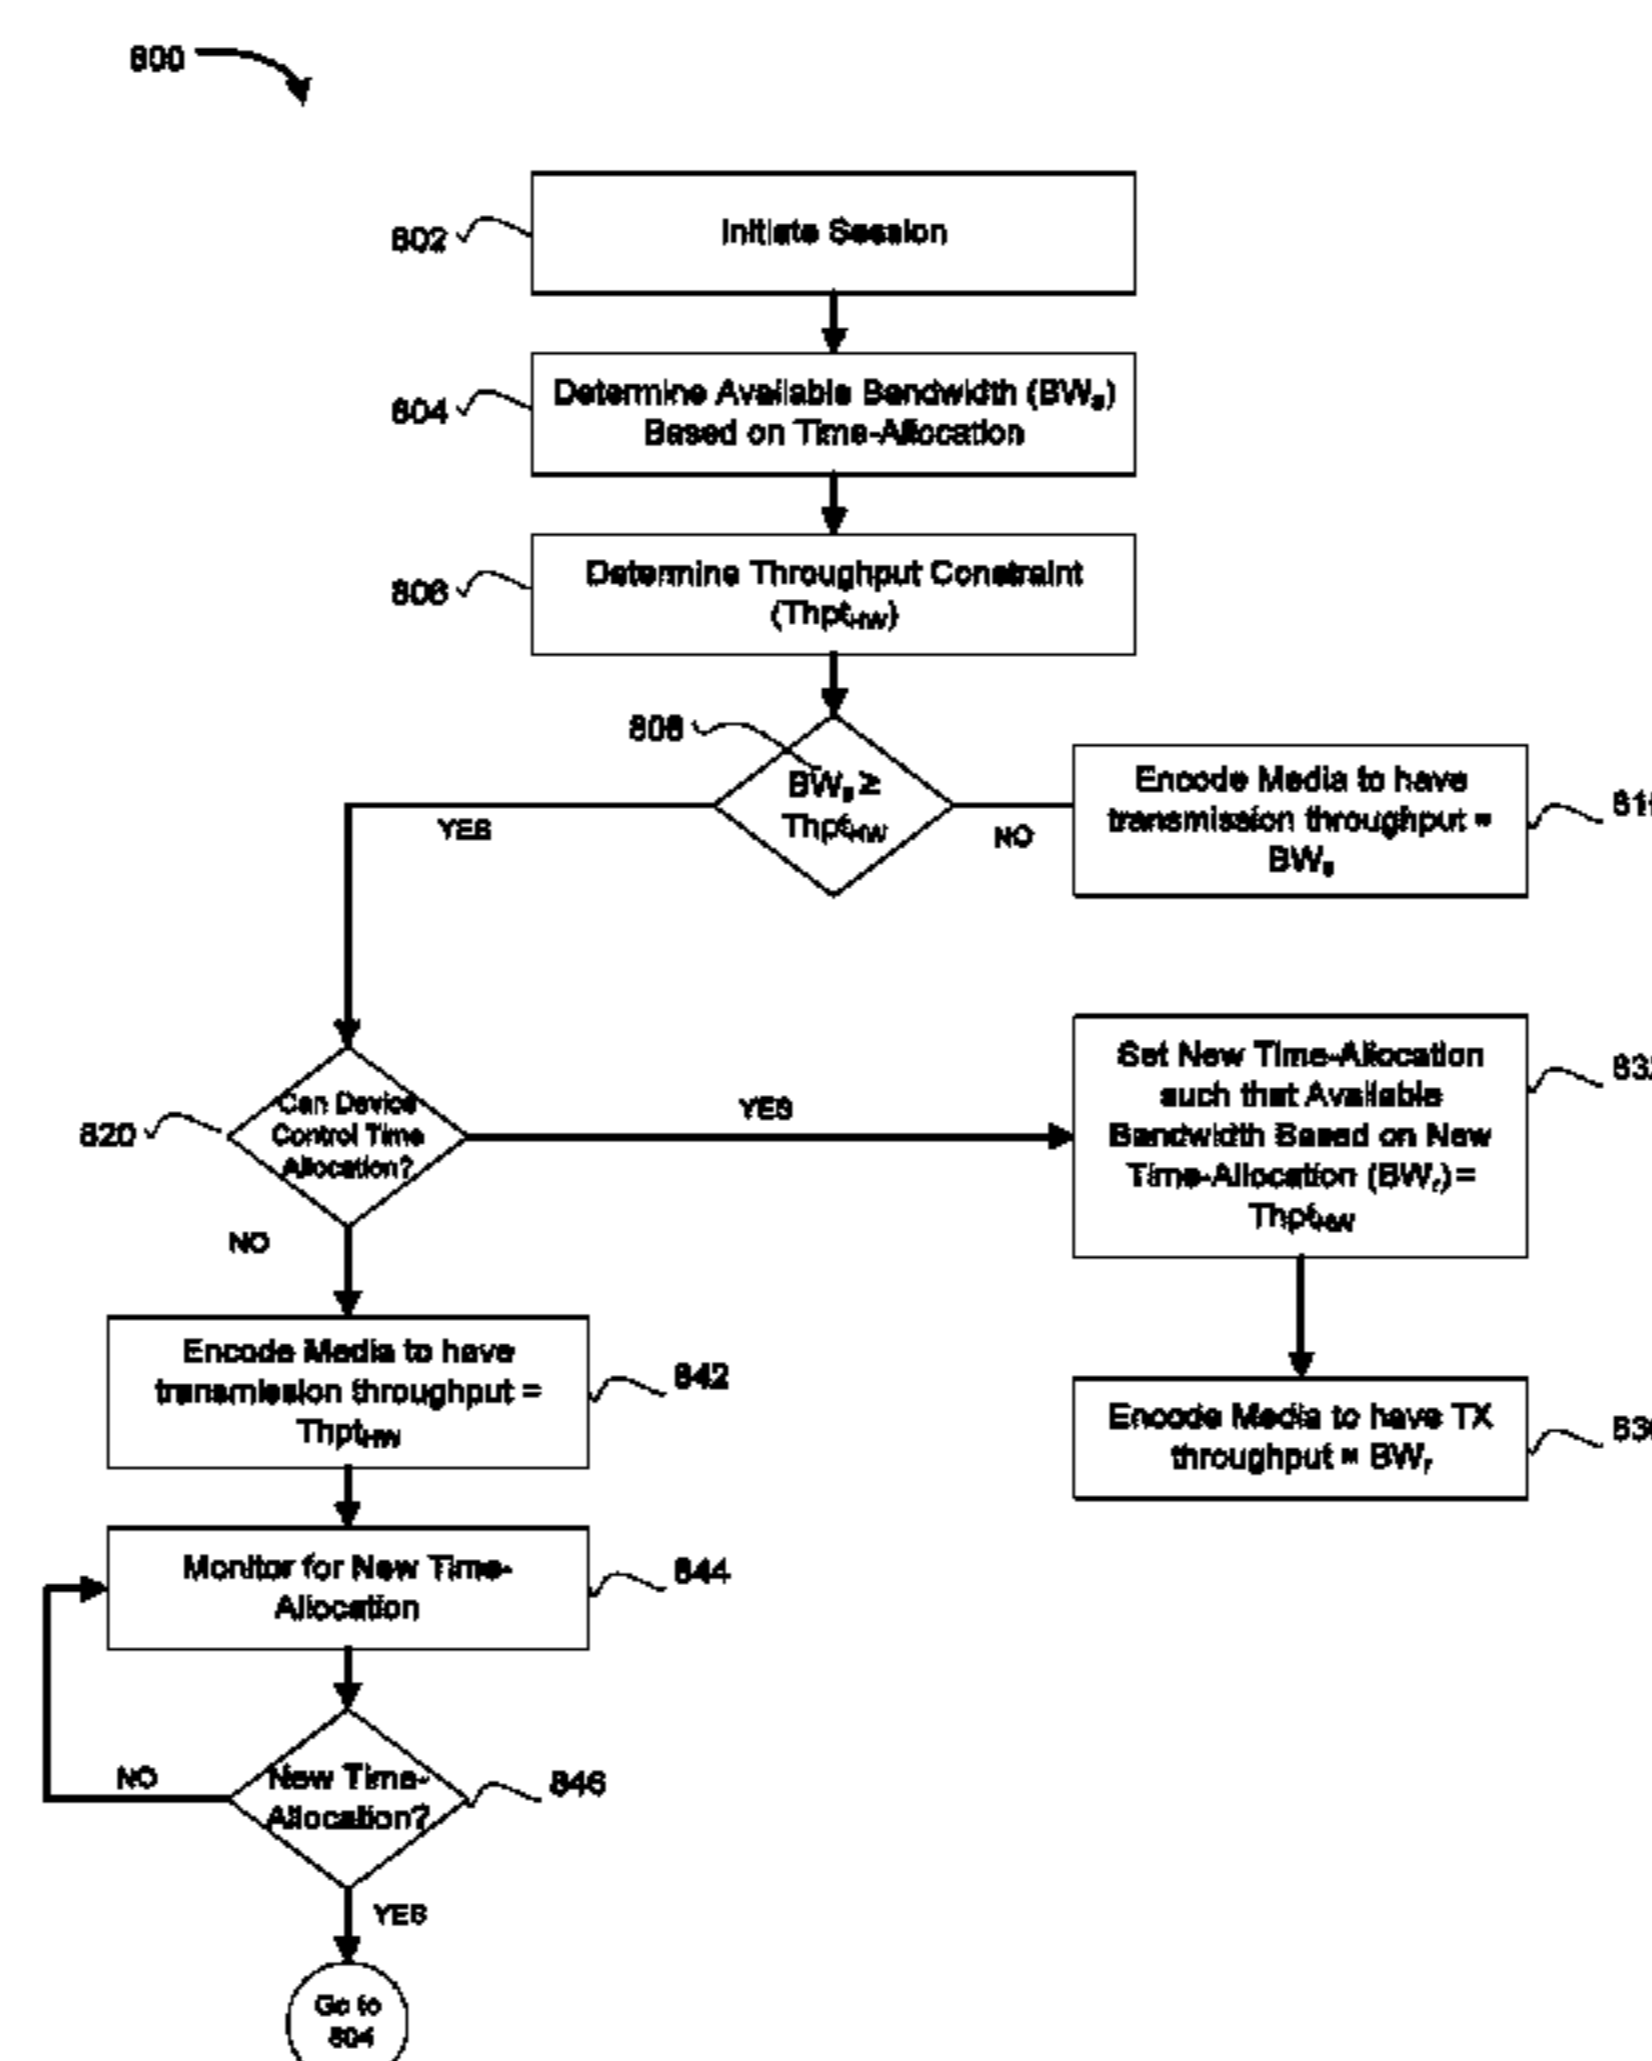 800
802
Initiate Session
804
Determine Available Bandwidth (BWa)
Based on Time-Allocation
806
Determine Throughput Constraint
(ThptHW)
808
BWa ≥
ThptHW
YES
NO
Encode Media to have
transmission throughput =
BWa
820
Can Device
Control Time
Allocation?
YES
NO
Set New Time-Allocation
such that Available
Bandwidth Based on New
Time-Allocation (BWr) =
ThptHW
Encode Media to have
transmission throughput =
ThptHW
842
Encode Media to have TX
throughput = BWr
Monitor for New Time-
Allocation
844
New Time-
Allocation?
846
NO
YES
Go to
804